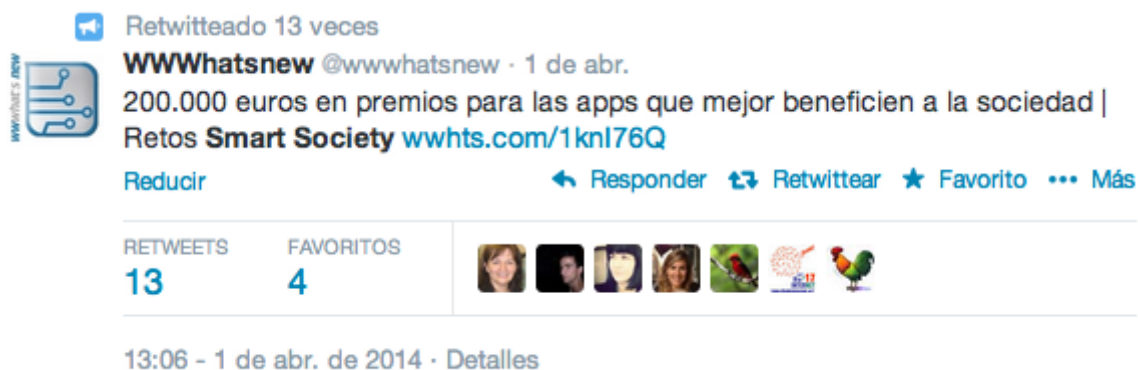 Retwitteado 13 veces
WWWhatsnew @wwwhatsnew · 1 de abr.
wwwhat's new
200.000 euros en premios para las apps que mejor beneficien a la sociedad |
Retos Smart Society wwhts.com/1knI76Q
Reducir Responder Retwittear Favorito Más
RETWEETS FAVORITOS
13 4
13:06 - 1 de abr. de 2014 · Detalles